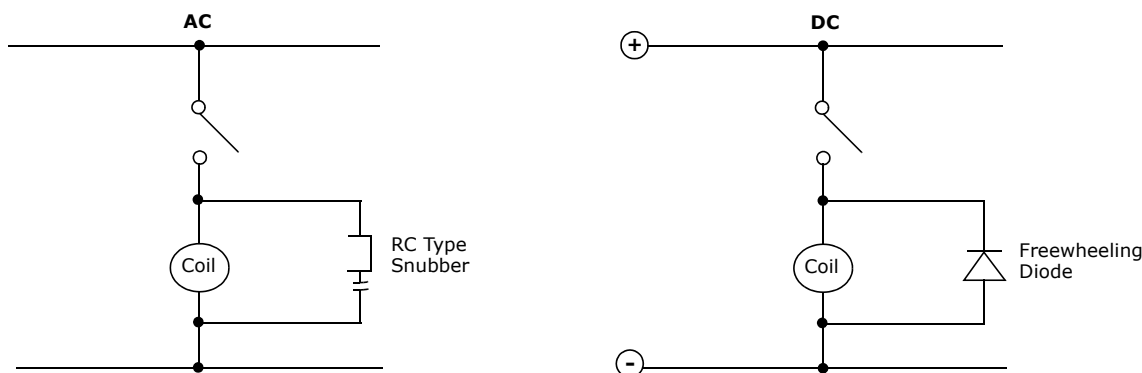 AC
DC
+
Coil
RC Type
Snubber
Coil
Freewheeling
Diode
-